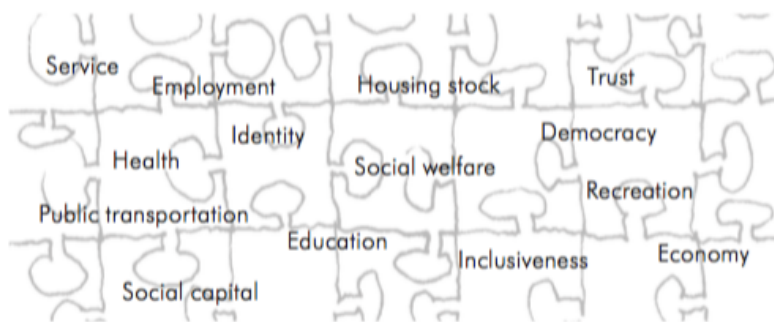 Service
Employment
Housing stock
Trust
Identity
Democracy
Health
Social welfare
Recreation
Public transportation
Education
Inclusiveness
Economy
Social capital